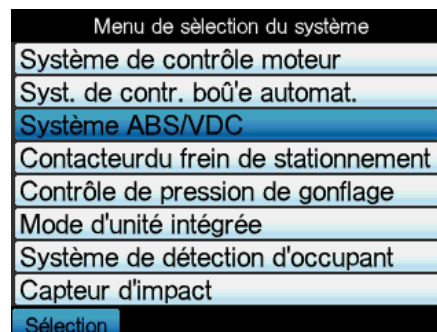 Menu de sèlection du système
Système de contrôle moteur
Syst. de contr. boû'e automat.
Système ABS/VDC
Contacteurdu frein de stationnement
Contrôle de pression de gonflage
Mode d'unité intégrée
Système de détection d'occupant
Capteur d'impact
Sélection